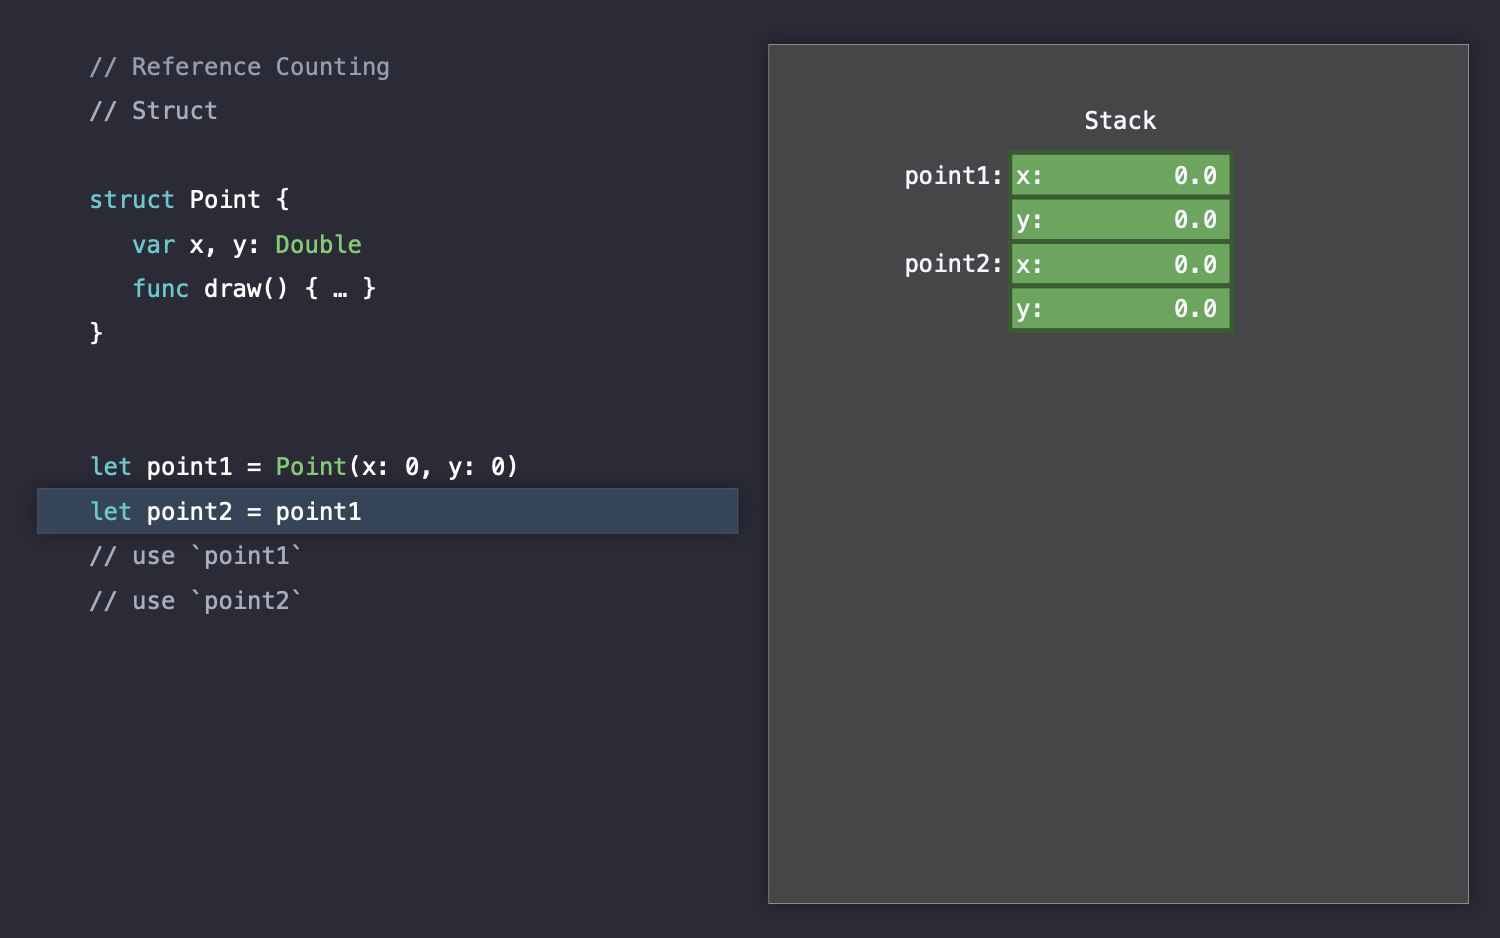 // Reference Counting
// Struct
struct Point {
var x, y: Double
func draw() { … }
}
let point1 = Point(x: 0, y: 0)
let point2 = point1
// use `point1`
// use `point2`
Stack
point1: x: 0.0
y: 0.0
point2: x: 0.0
y: 0.0